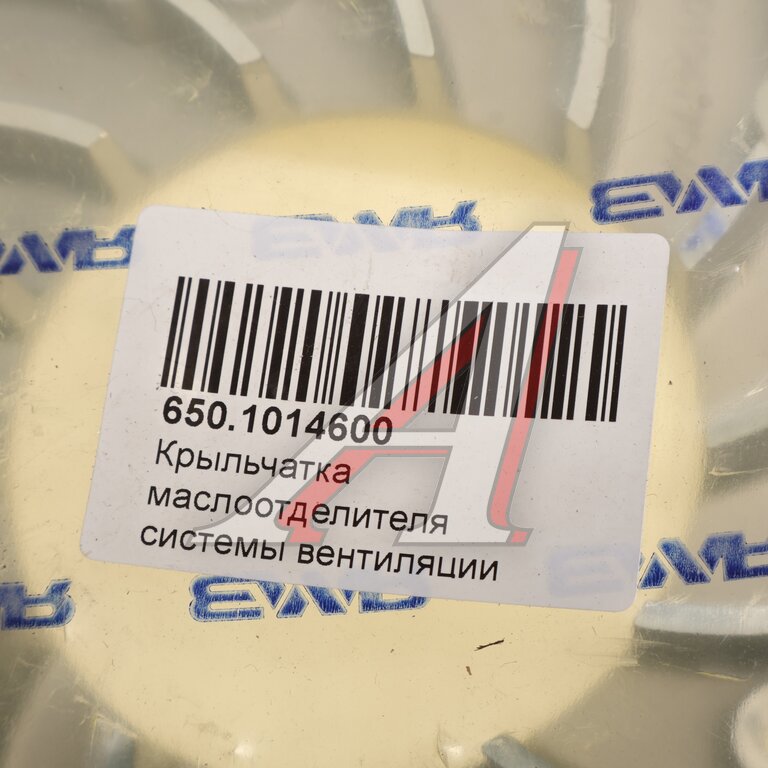 650.1014600
Крыльчатка
маслоотделителя
системы вентиляции